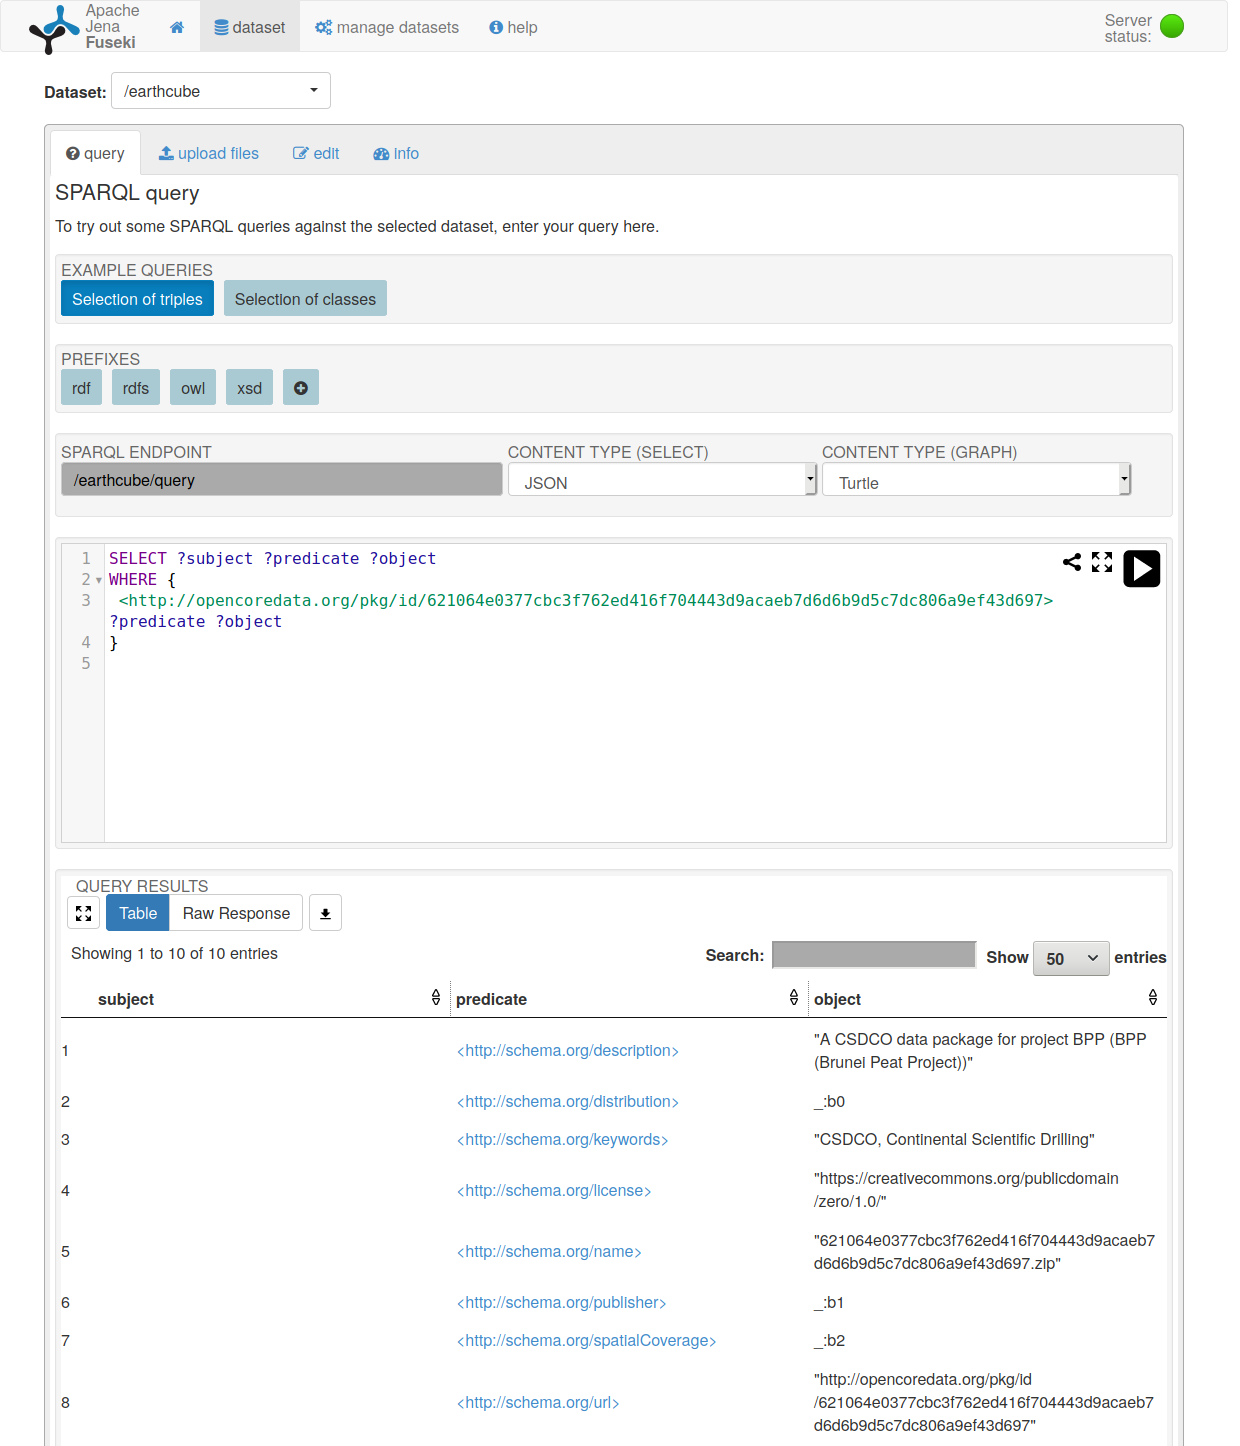 Apache
Jena
Fuseki
dataset
manage datasets
help
Server
status:
Dataset: /earthcube
query
upload files
edit
info
SPARQL query
To try out some SPARQL queries against the selected dataset, enter your query here.
EXAMPLE QUERIES
Selection of triples
Selection of classes
PREFIXES
rdf
rdfs
owl
xsd
SPARQL ENDPOINT
CONTENT TYPE (SELECT)
CONTENT TYPE (GRAPH)
/earthcube/query
JSON
Turtle
1 SELECT ?subject ?predicate ?object
2 WHERE {
3 <http://opencoredata.org/pkg/id/621064e0377cbc3f762ed416f704443d9acaeb7d6d6b9d5c7dc806a9ef43d697>
?predicate ?object
4 }
5
QUERY RESULTS
Table
Raw Response
Showing 1 to 10 of 10 entries
Search:
Show 50 entries
subject predicate object
1 <http://schema.org/description> "A CSDCO data package for project BPP (BPP
(Brunei Peat Project))"
2 <http://schema.org/distribution> _:b0
3 <http://schema.org/keywords> "CSDCO, Continental Scientific Drilling"
4 <http://schema.org/license> "https://creativecommons.org/publicdomain
/zero/1.0/"
5 <http://schema.org/name> "621064e0377cbc3f762ed416f704443d9acaeb7
d6d6b9d5c7dc806a9ef43d697.zip"
6 <http://schema.org/publisher> _:b1
7 <http://schema.org/spatialCoverage> _:b2
8 <http://schema.org/url> "http://opencoredata.org/pkg/id
/621064e0377cbc3f762ed416f704443d9acaeb7
d6d6b9d5c7dc806a9ef43d697"